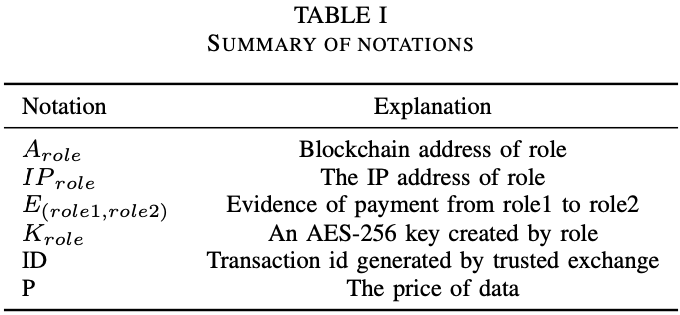 TABLE I
SUMMARY OF NOTATIONS
Notation Explanation
A_{role} Blockchain address of role
IP_{role} The IP address of role
E_{(role1,role2)} Evidence of payment from role1 to role2
K_{role} An AES-256 key created by role
ID Transaction id generated by trusted exchange
P The price of data